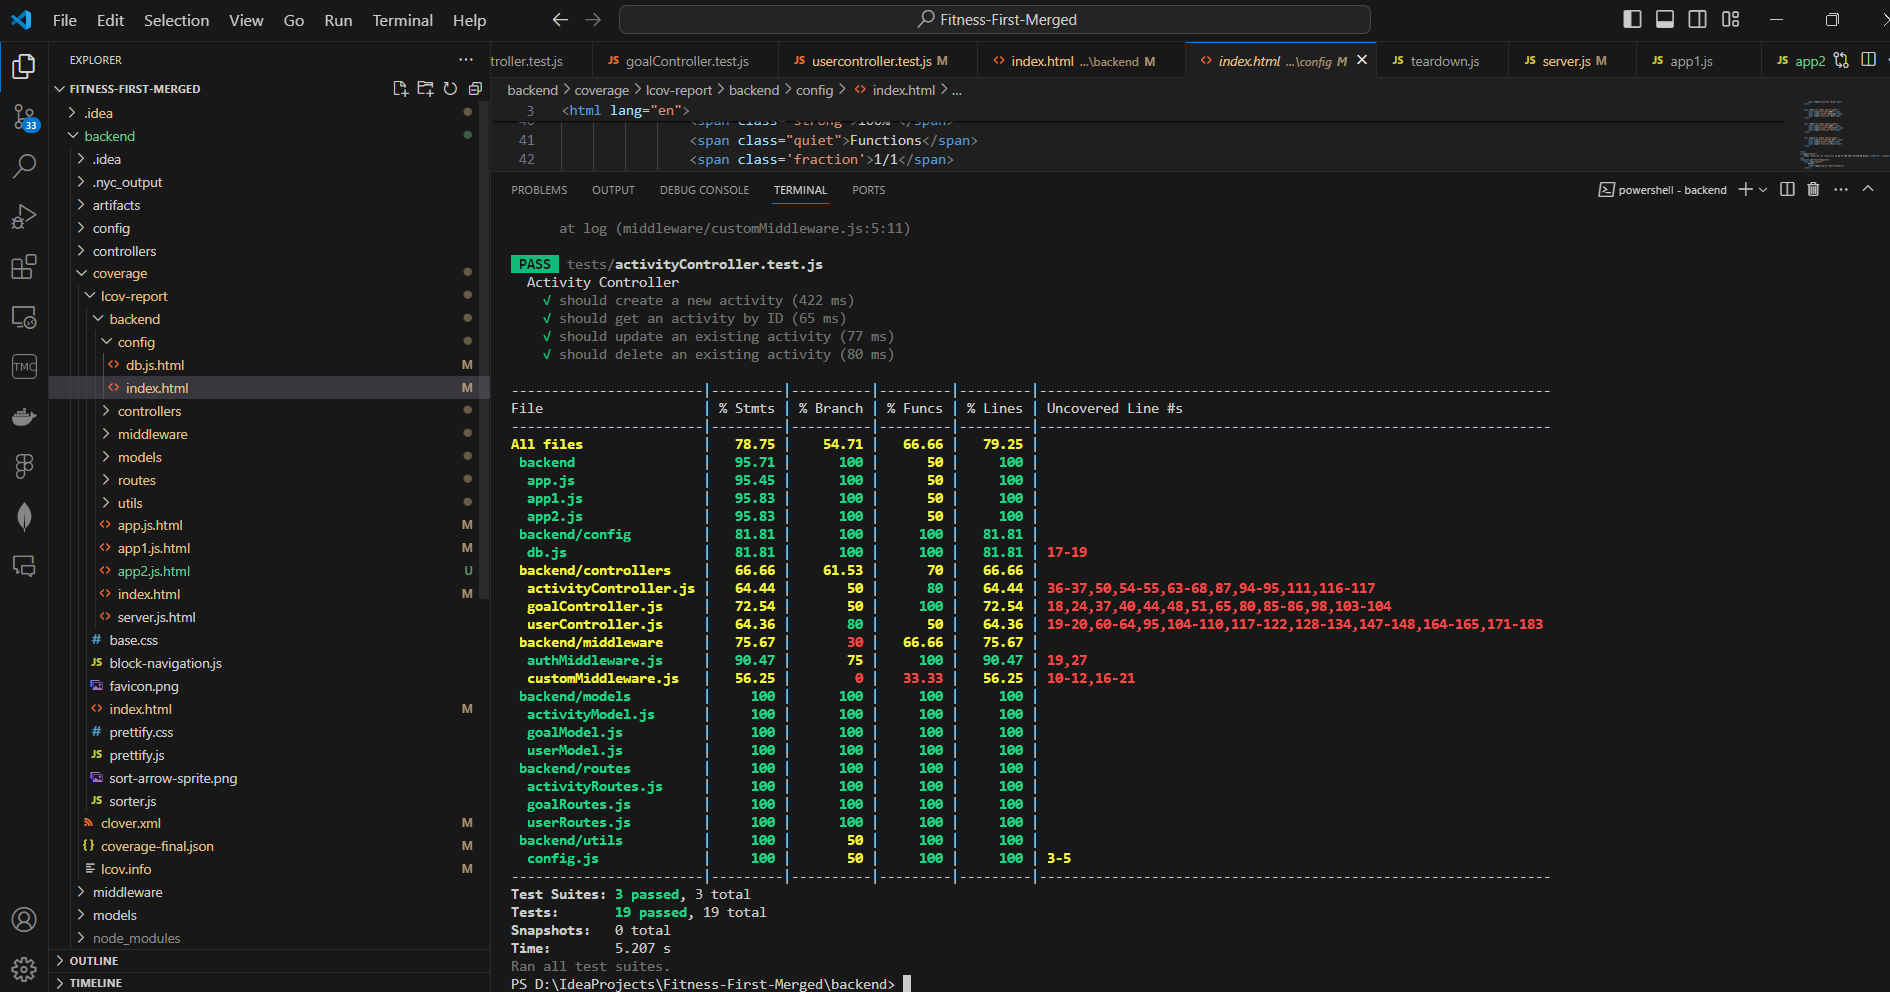 File Edit Selection View Go Run Terminal Help
Fitness-First-Merged
EXPLORER
FITNESS-FIRST-MERGED
.idea
backend
.idea
.nyc_output
artifacts
config
controllers
coverage
lcov-report
backend
config
db.js.html M
index.html M
controllers
middleware
models
routes
utils
app.js.html M
app1.js.html M
app2.js.html U
index.html M
server.js.html
base.css
block-navigation.js
favicon.png
index.html M
prettify.css
prettify.js
sort-arrow-sprite.png
sorter.js
clover.xml M
coverage-final.json M
lcov.info M
middleware
models
node_modules
OUTLINE
TIMELINE
33
TMC
troller.test.js JS goalController.test.js JS usercontroller.test.js M <> index.html ...\backend M <> index.html ...\config M JS teardown.js JS server.js M JS app1.js JS app2
backend > coverage > lcov-report > backend > config > <> index.html > ...
3 <html lang="en">
40 <span class="strong">100% </span>
41 <span class="quiet">Functions</span>
42 <span class='fraction'>1/1</span>
PROBLEMS OUTPUT DEBUG CONSOLE TERMINAL PORTS
powershell - backend
at log (middleware/customMiddleware.js:5:11)
PASS tests/activityController.test.js
Activity Controller
√ should create a new activity (422 ms)
√ should get an activity by ID (65 ms)
√ should update an existing activity (77 ms)
√ should delete an existing activity (80 ms)
File | % Stmts | % Branch | % Funcs | % Lines | Uncovered Line #s
All files | 78.75 | 54.71 | 66.66 | 79.25 |
backend | 95.71 | 100 | 50 | 100 |
app.js | 95.45 | 100 | 50 | 100 |
app1.js | 95.83 | 100 | 50 | 100 |
app2.js | 95.83 | 100 | 50 | 100 |
backend/config | 81.81 | 100 | 100 | 81.81 |
db.js | 81.81 | 100 | 100 | 81.81 | 17-19
backend/controllers | 66.66 | 61.53 | 70 | 66.66 |
activityController.js | 64.44 | 50 | 80 | 64.44 | 36-37,50,54-55,63-68,87,94-95,111,116-117
goalController.js | 72.54 | 50 | 100 | 72.54 | 18,24,37,40,44,48,51,65,80,85-86,98,103-104
userController.js | 64.36 | 80 | 50 | 64.36 | 19-20,60-64,95,104-110,117-122,128-134,147-148,164-165,171-183
backend/middleware | 75.67 | 30 | 66.66 | 75.67 |
authMiddleware.js | 90.47 | 75 | 100 | 90.47 | 19,27
customMiddleware.js | 56.25 | 0 | 33.33 | 56.25 | 10-12,16-21
backend/models | 100 | 100 | 100 | 100 |
activityModel.js | 100 | 100 | 100 | 100 |
goalModel.js | 100 | 100 | 100 | 100 |
userModel.js | 100 | 100 | 100 | 100 |
backend/routes | 100 | 100 | 100 | 100 |
activityRoutes.js | 100 | 100 | 100 | 100 |
goalRoutes.js | 100 | 100 | 100 | 100 |
userRoutes.js | 100 | 100 | 100 | 100 |
backend/utils | 100 | 50 | 100 | 100 |
config.js | 100 | 50 | 100 | 100 | 3-5
Test Suites: 3 passed, 3 total
Tests: 19 passed, 19 total
Snapshots: 0 total
Time: 5.207 s
Ran all test suites.
PS D:\IdeaProjects\Fitness-First-Merged\backend>